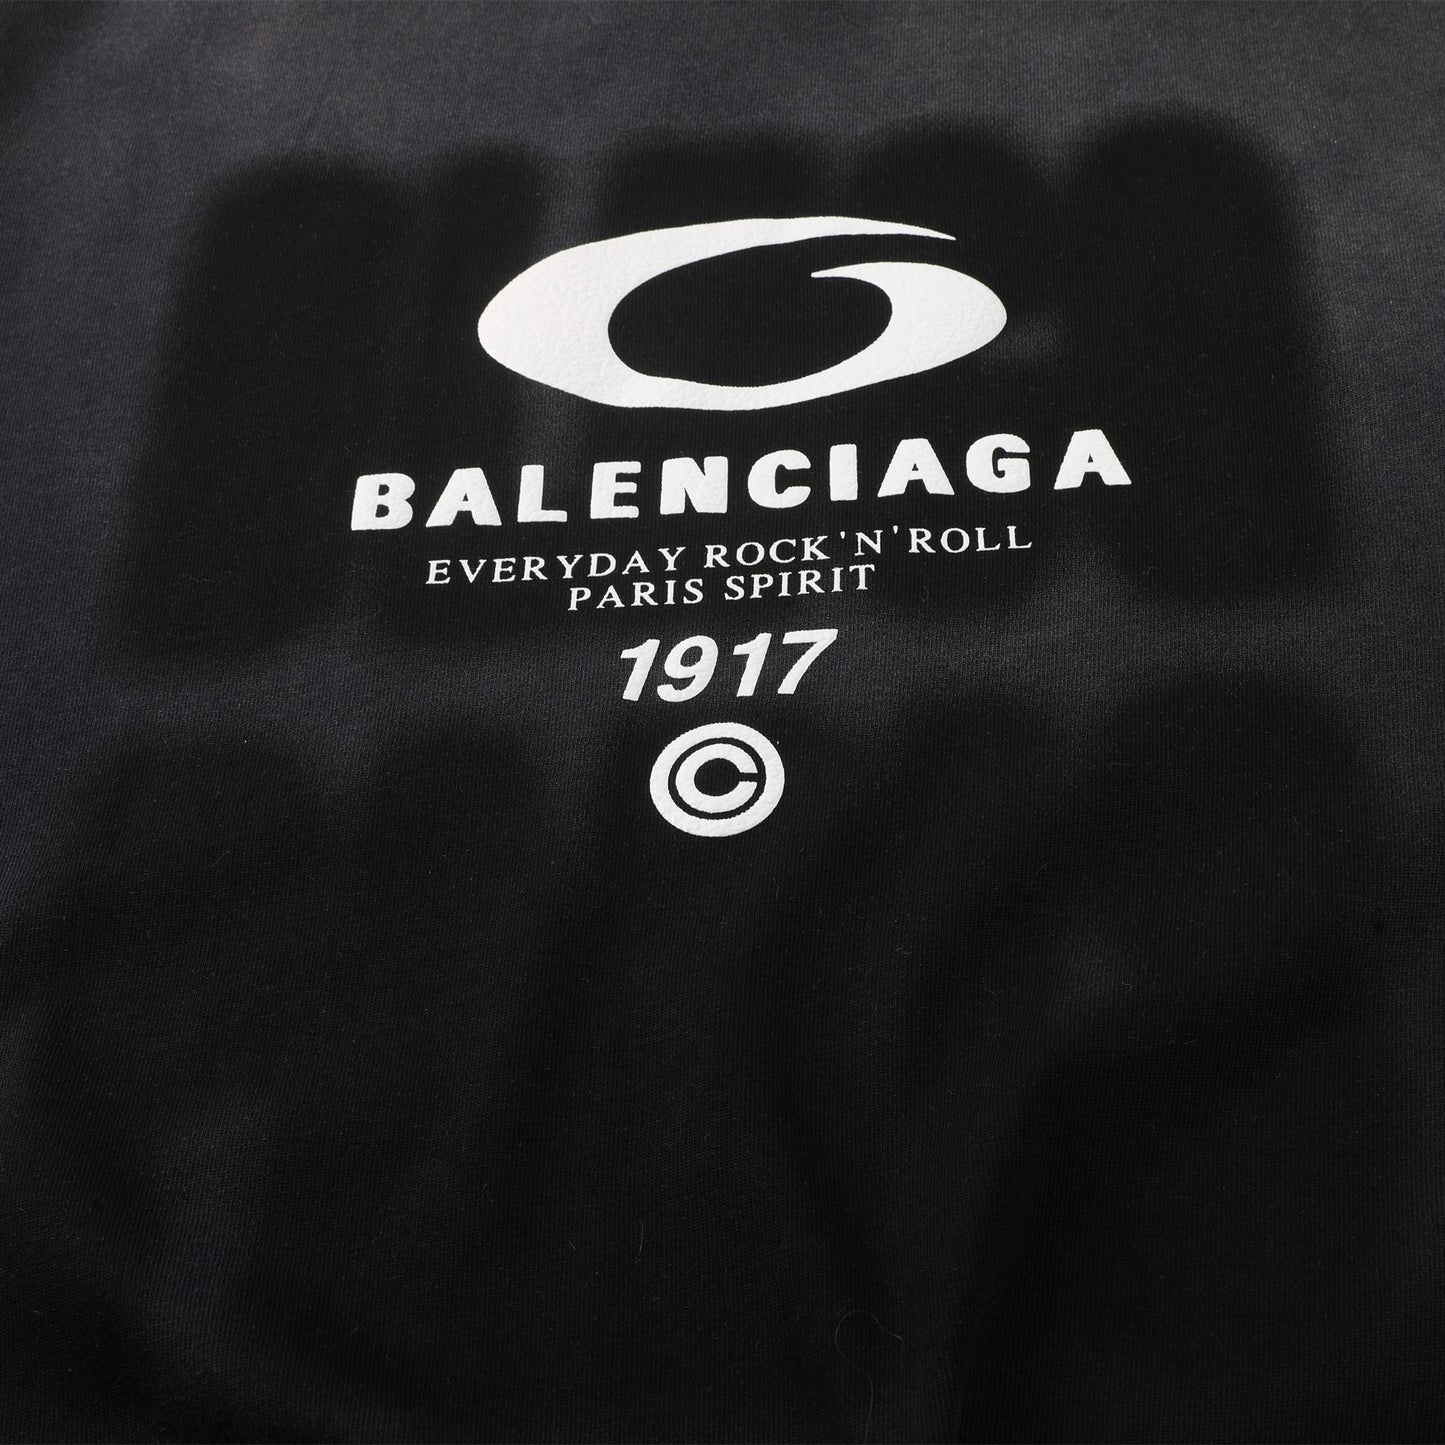 BALENCIAGA
EVERYDAY ROCK'N'ROLL
PARIS SPIRIT
1917
©